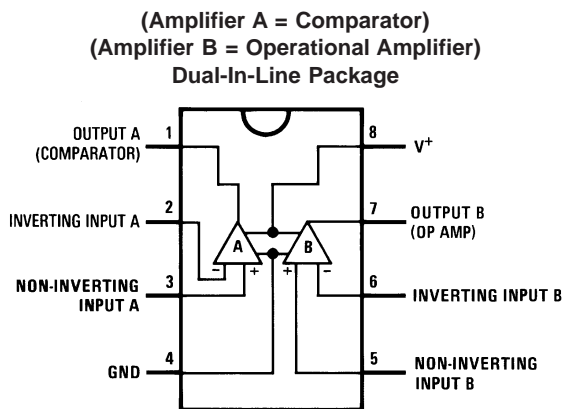 (Amplifier A = Comparator)
(Amplifier B = Operational Amplifier)
Dual-In-Line Package
OUTPUT A
(COMPARATOR)
1
8
V+
INVERTING INPUT A
2
7
OUTPUT B
(OP AMP)
A
B
- +
+ -
NON-INVERTING
INPUT A
3
6
INVERTING INPUT B
GND
4
5
NON-INVERTING
INPUT B